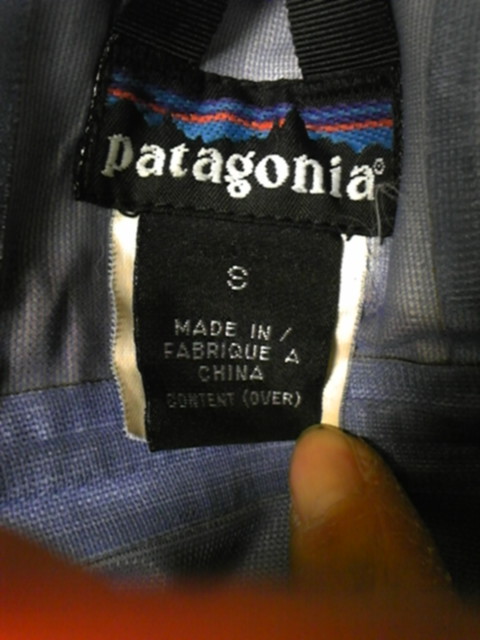 patagonia®
S
MADE IN /
FABRIQUE A
CHINA
CONTENT (OVER)